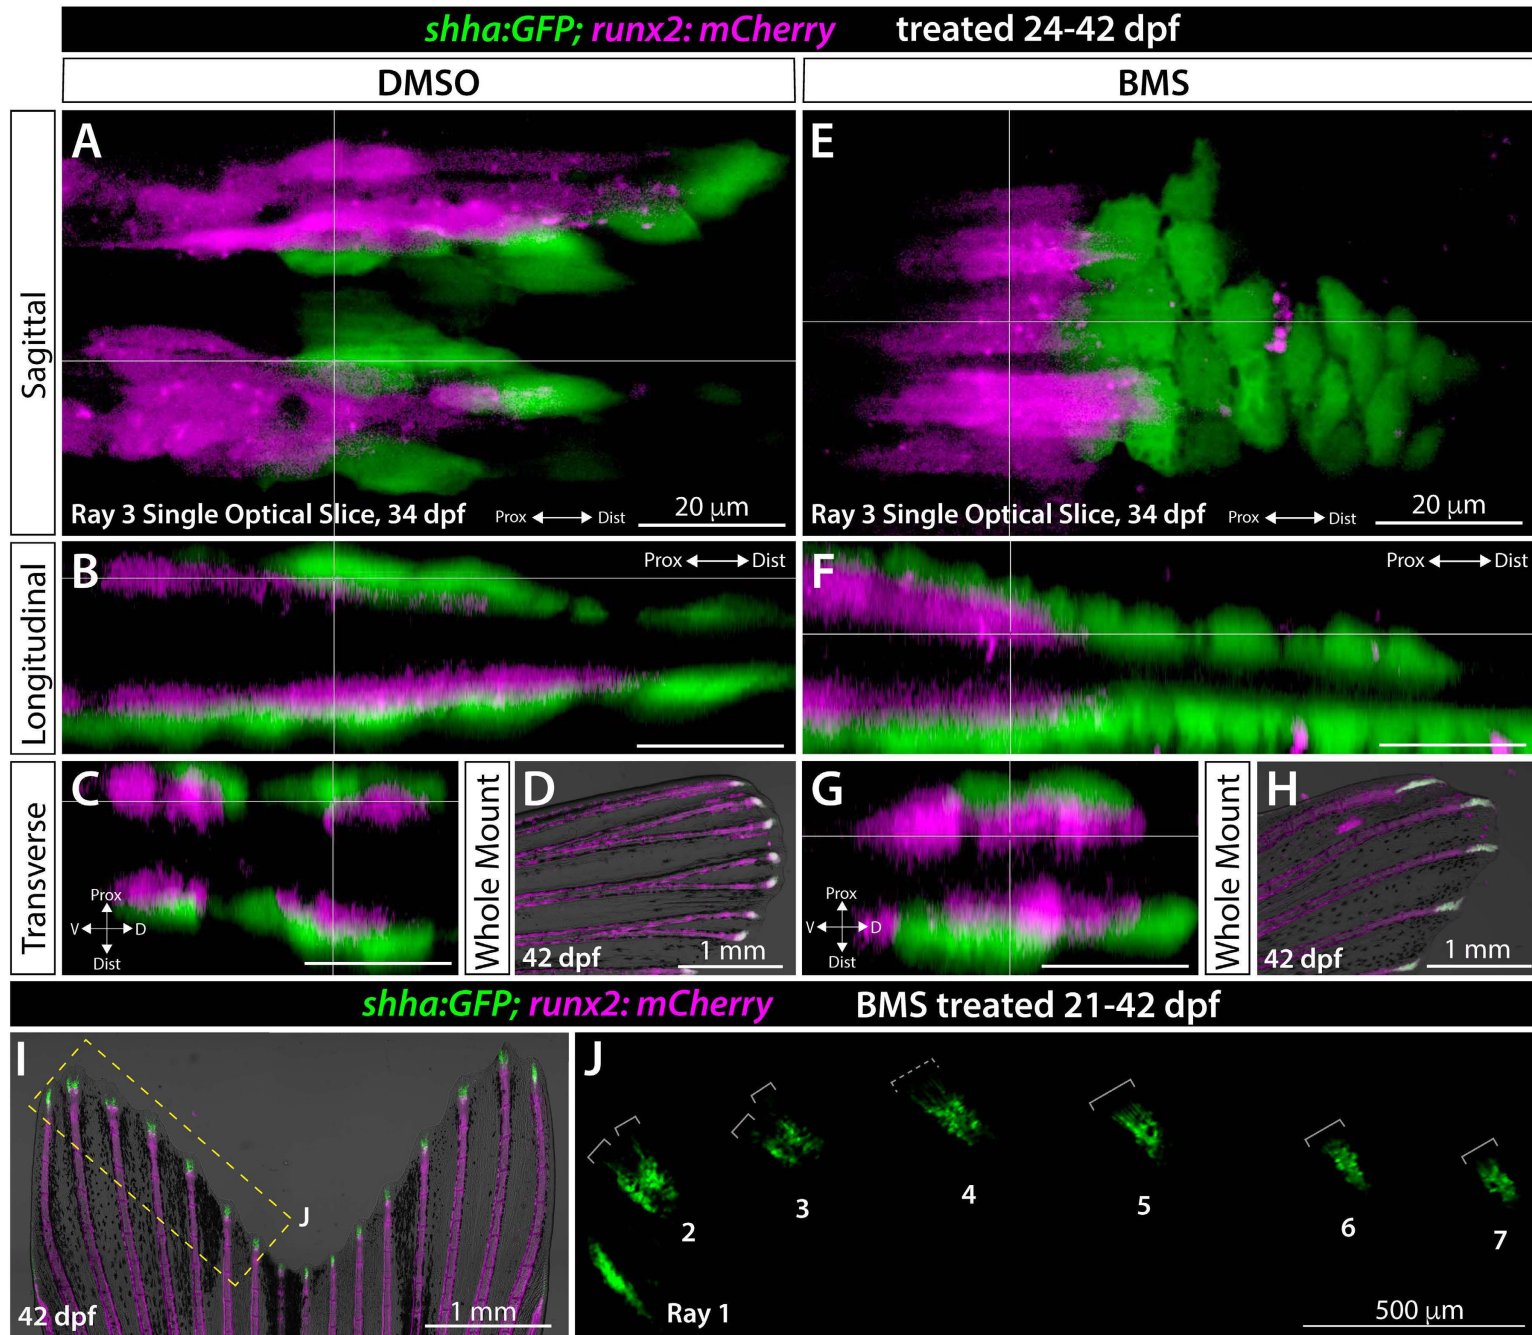 shha:GFP; runx2: mCherry treated 24-42 dpf
DMSO
BMS
Sagittal
A
Ray 3 Single Optical Slice, 34 dpf
Prox Dist
20 µm
E
Ray 3 Single Optical Slice, 34 dpf
Prox Dist
20 µm
Longitudinal
B
Prox Dist
F
Prox Dist
Transverse
C
Prox
V D
Dist
Whole Mount
D
42 dpf
1 mm
G
Prox
V D
Dist
Whole Mount
H
42 dpf
1 mm
shha:GFP; runx2: mCherry BMS treated 21-42 dpf
I
J
42 dpf
1 mm
J
2
3
4
5
6
7
Ray 1
500 µm